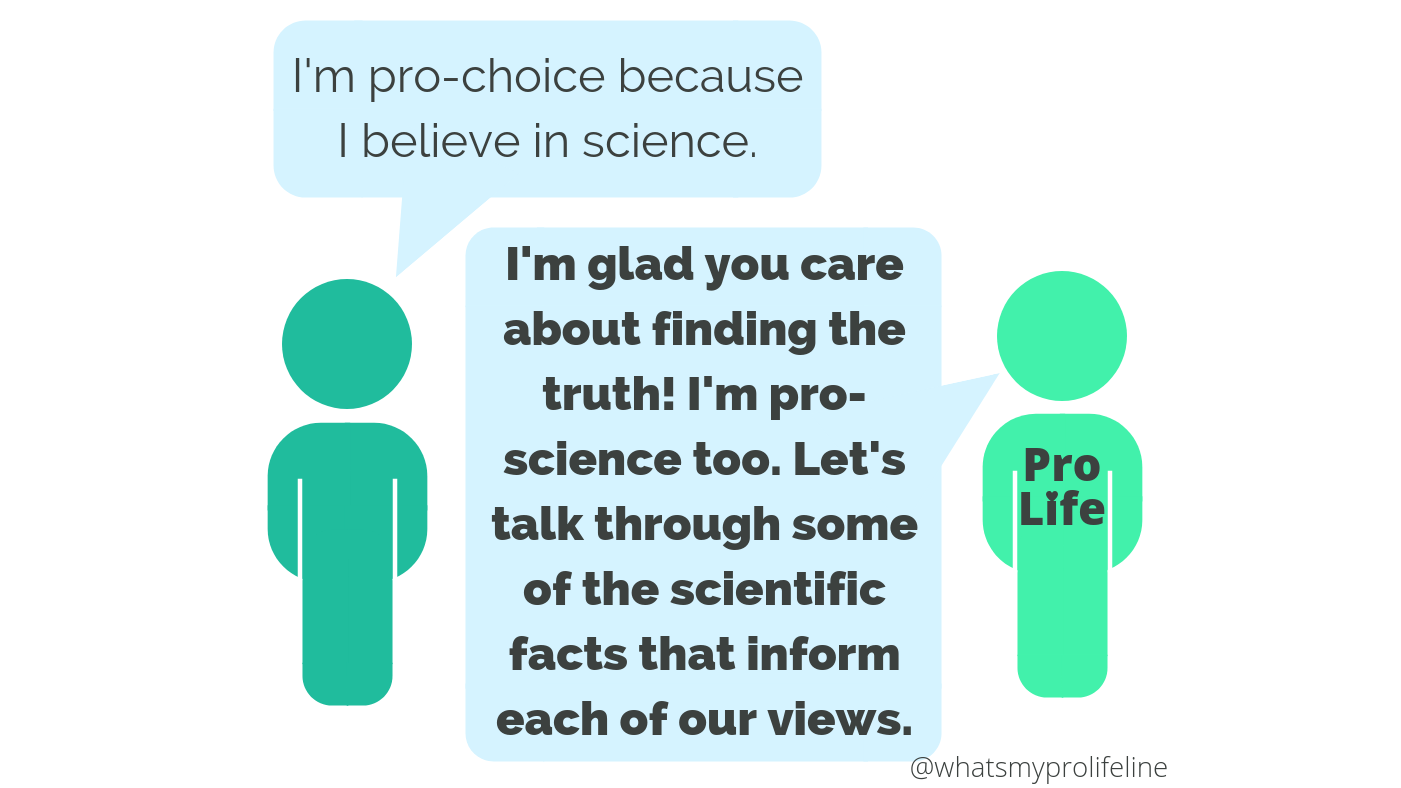 I'm pro-choice because
I believe in science.
I'm glad you care
about finding the
truth! I'm pro-
science too. Let's
talk through some
of the scientific
facts that inform
each of our views.
Pro
Life
@whatsmyprolifeline